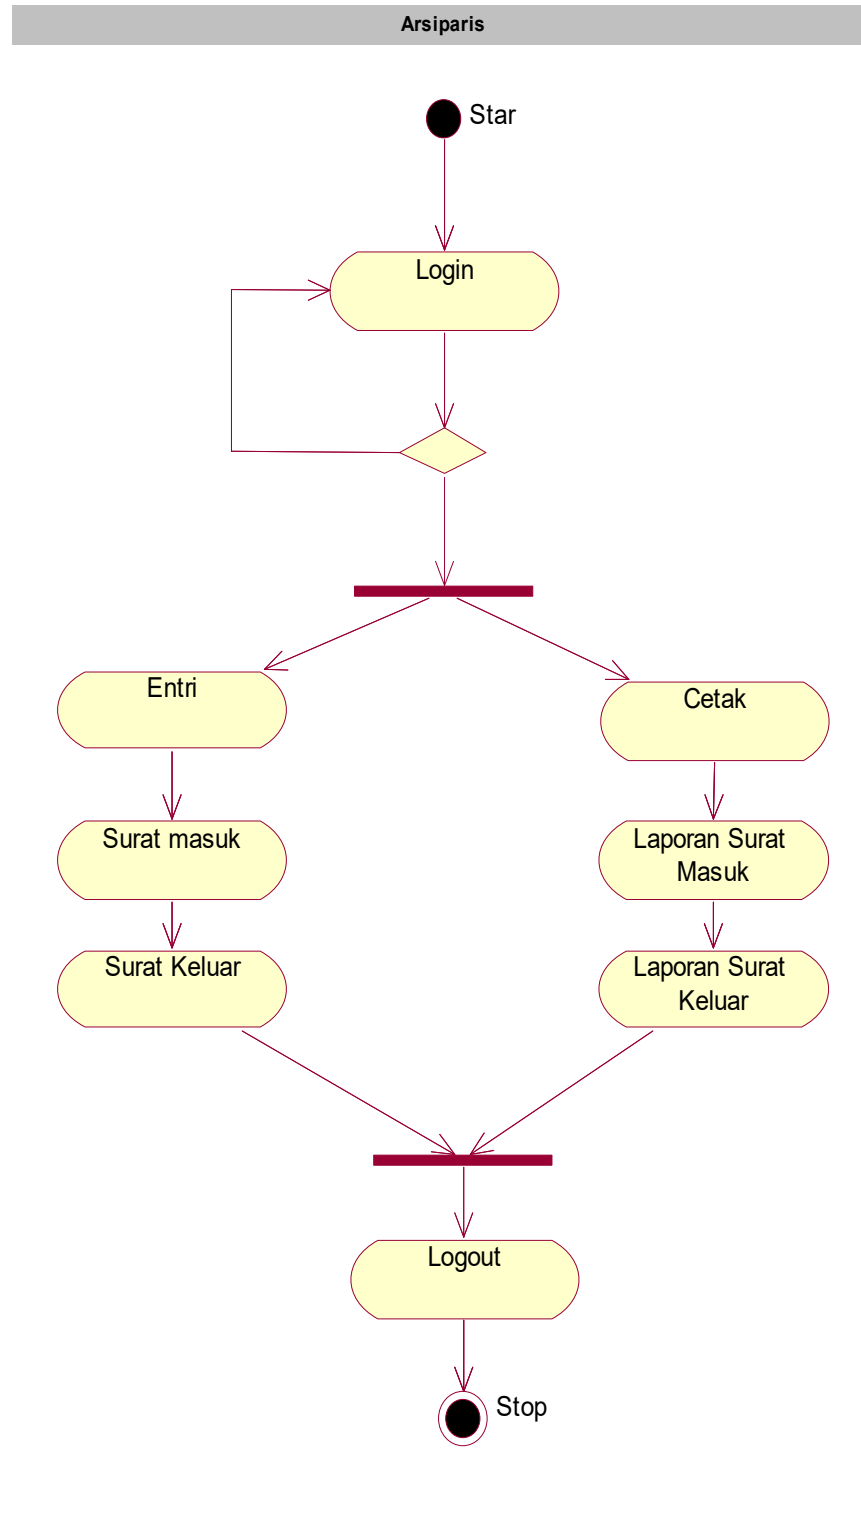 Arsiparis
Star
Login
Entri
Cetak
Surat masuk
Laporan Surat
Masuk
Surat Keluar
Laporan Surat
Keluar
Logout
Stop